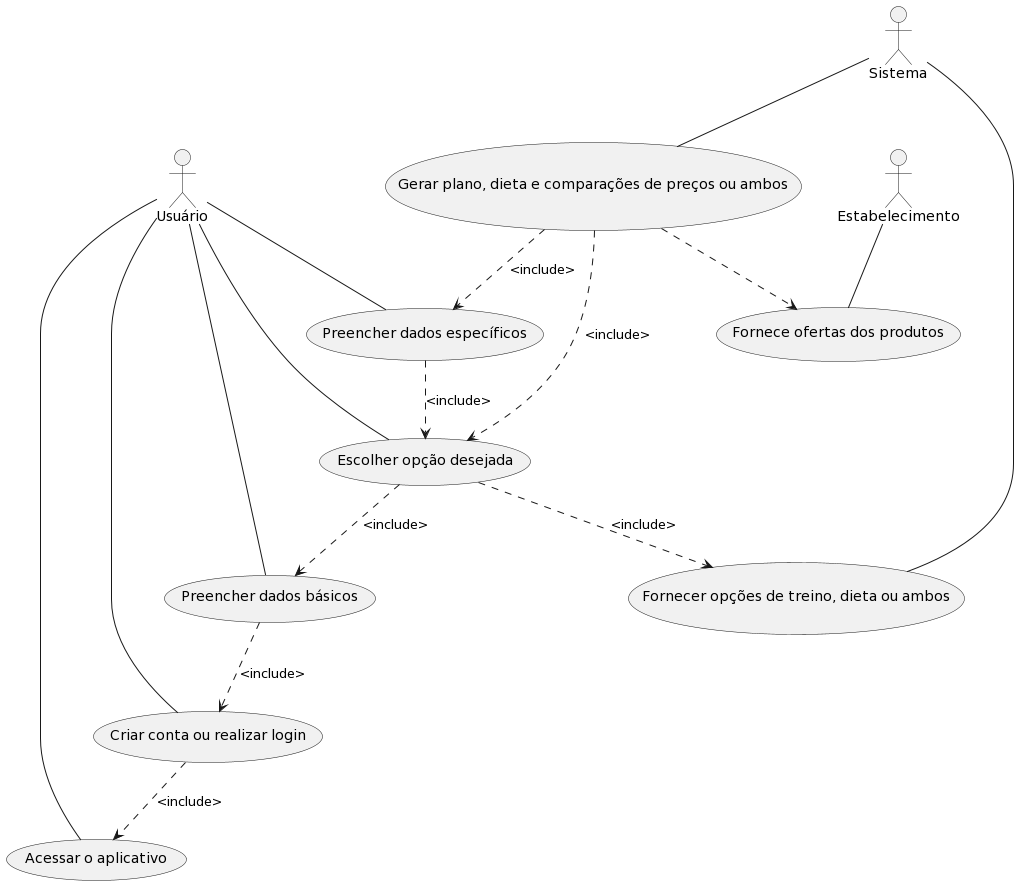 Sistema
Gerar plano, dieta e comparações de preços ou ambos
Usuário
Estabelecimento
<include>
Preencher dados específicos
Fornece ofertas dos produtos
<include>
<include>
Escolher opção desejada
<include>
<include>
Preencher dados básicos
Fornecer opções de treino, dieta ou ambos
<include>
Criar conta ou realizar login
<include>
Acessar o aplicativo